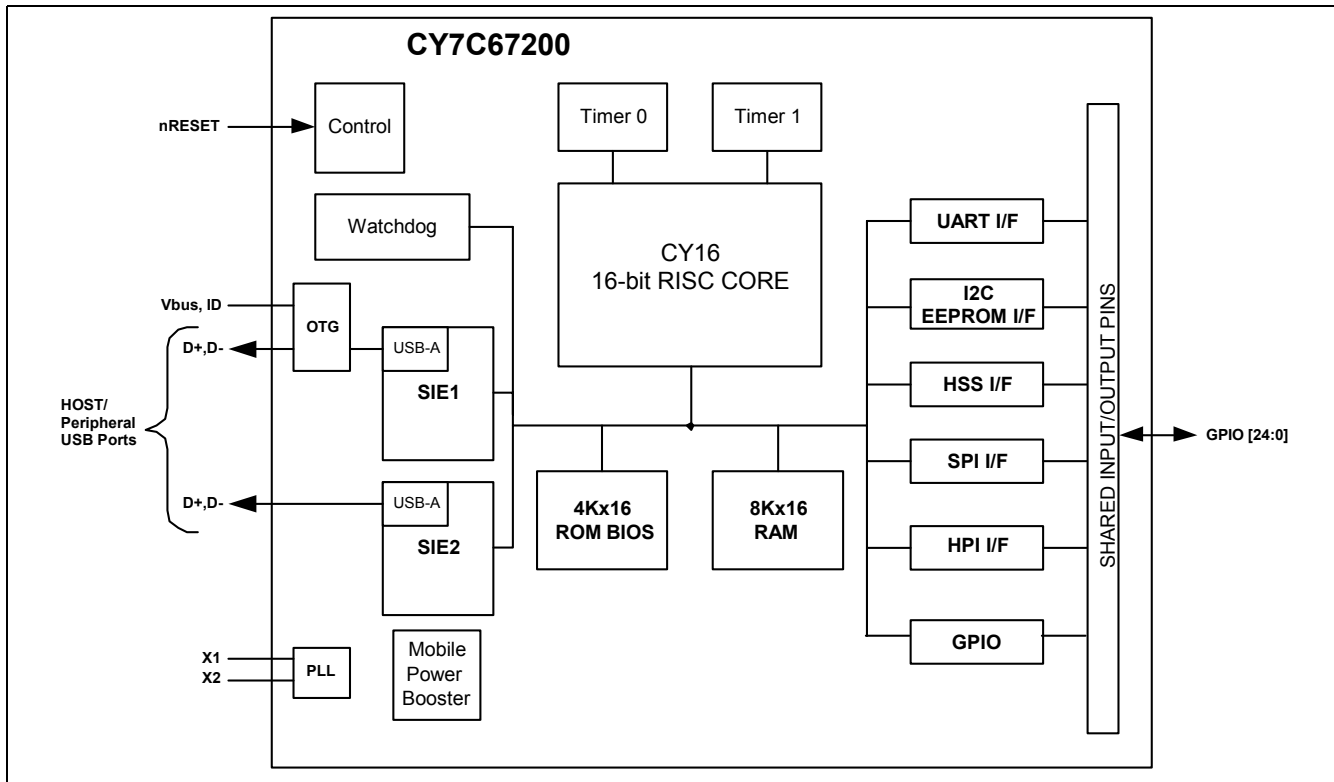 CY7C67200
nRESET
Control
Timer 0
Timer 1
Watchdog
CY16
16-bit RISC CORE
UART I/F
I2C
EEPROM I/F
HSS I/F
SPI I/F
HPI I/F
GPIO
SHARED INPUT/OUTPUT PINS
GPIO [24:0]
Vbus, ID
OTG
D+,D-
USB-A
SIE1
HOST/
Peripheral
USB Ports
D+,D-
USB-A
SIE2
4Kx16
ROM BIOS
8Kx16
RAM
X1
X2
PLL
Mobile
Power
Booster